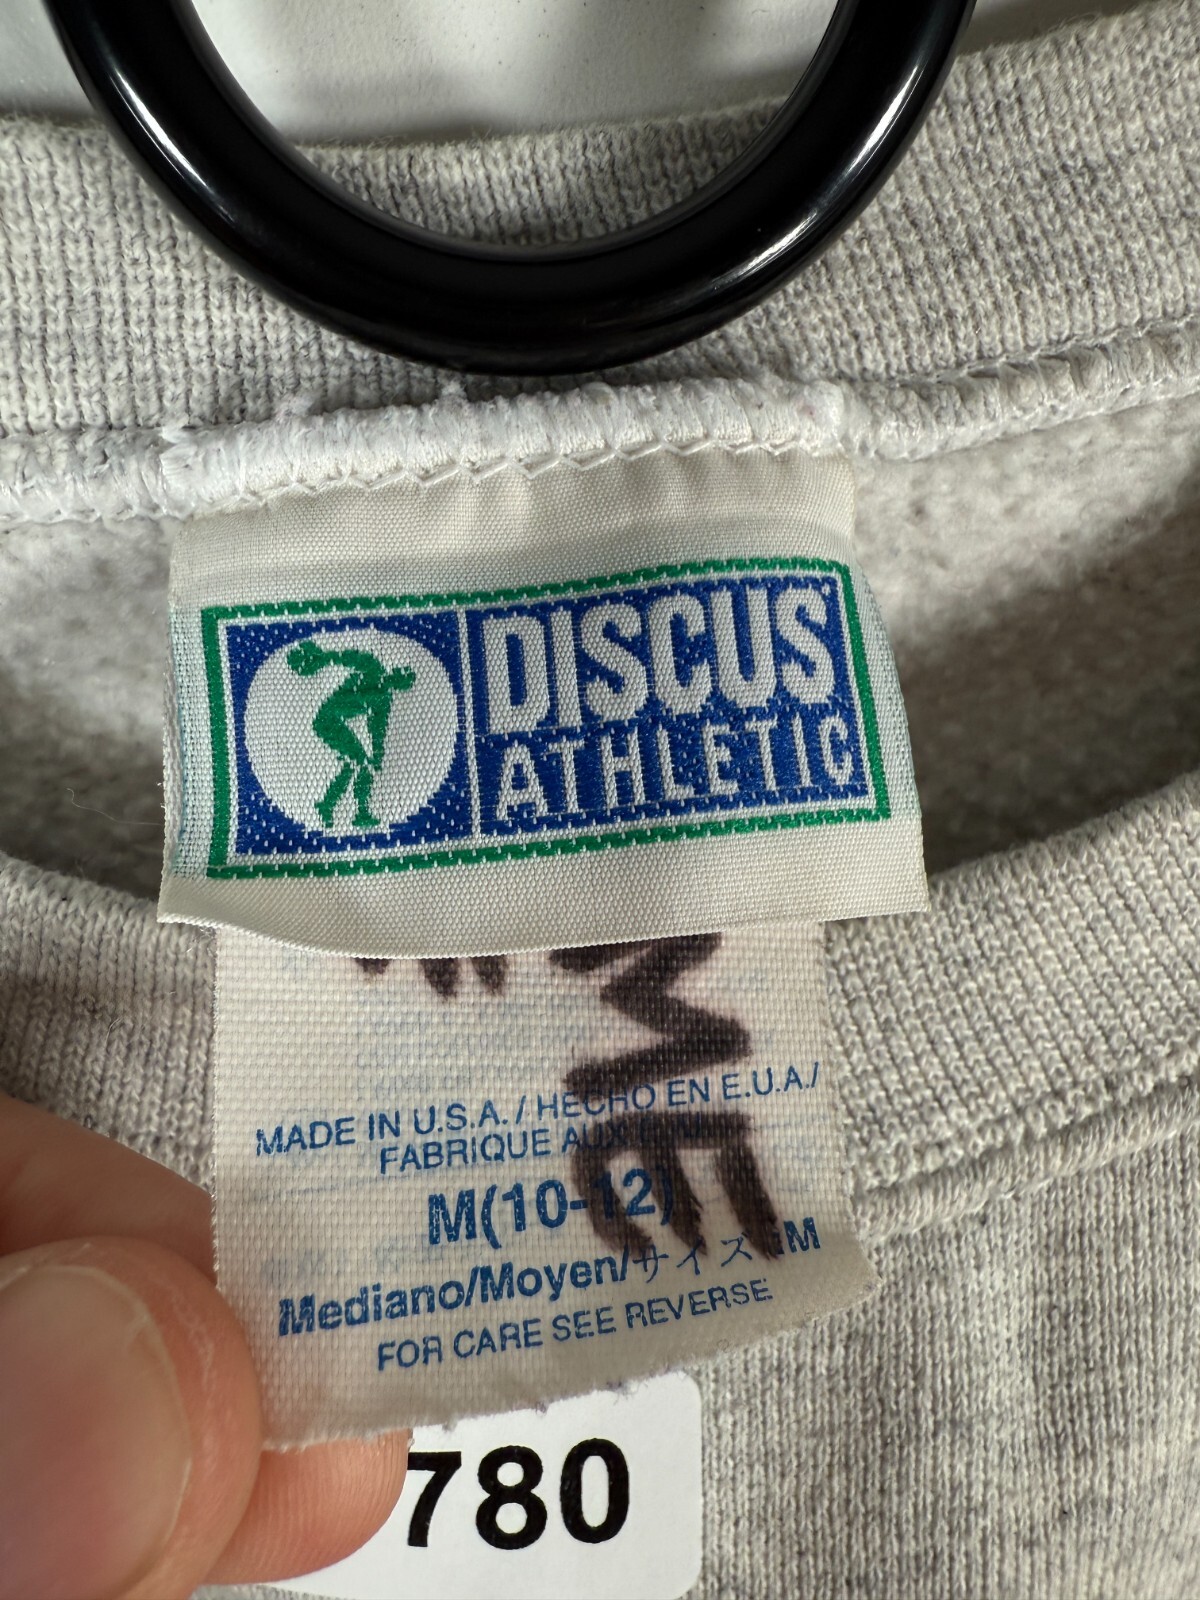 DISCUS
ATHLETIC
MADE IN U.S.A. / HECHO EN E.U.A./
FABRIQUE AUX
M(10-12)
Mediano/Moyen/サイズ M
FOR CARE SEE REVERSE
780